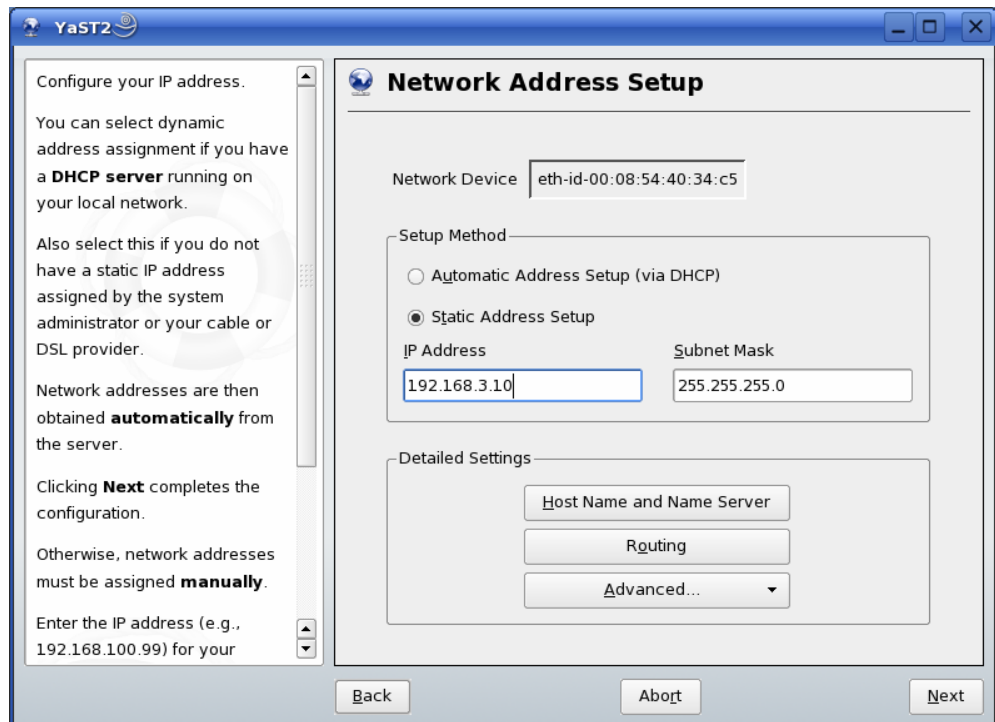 YaST2
Configure your IP address.
You can select dynamic
address assignment if you have
a DHCP server running on
your local network.
Also select this if you do not
have a static IP address
assigned by the system
administrator or your cable or
DSL provider.
Network addresses are then
obtained automatically from
the server.
Clicking Next completes the
configuration.
Otherwise, network addresses
must be assigned manually.
Enter the IP address (e.g.,
192.168.100.99) for your
Network Address Setup
Network Device eth-id-00:08:54:40:34:c5
Setup Method
Automatic Address Setup (via DHCP)
Static Address Setup
IP Address Subnet Mask
192.168.3.10 255.255.255.0
Detailed Settings
Host Name and Name Server
Routing
Advanced...
Back Abort Next